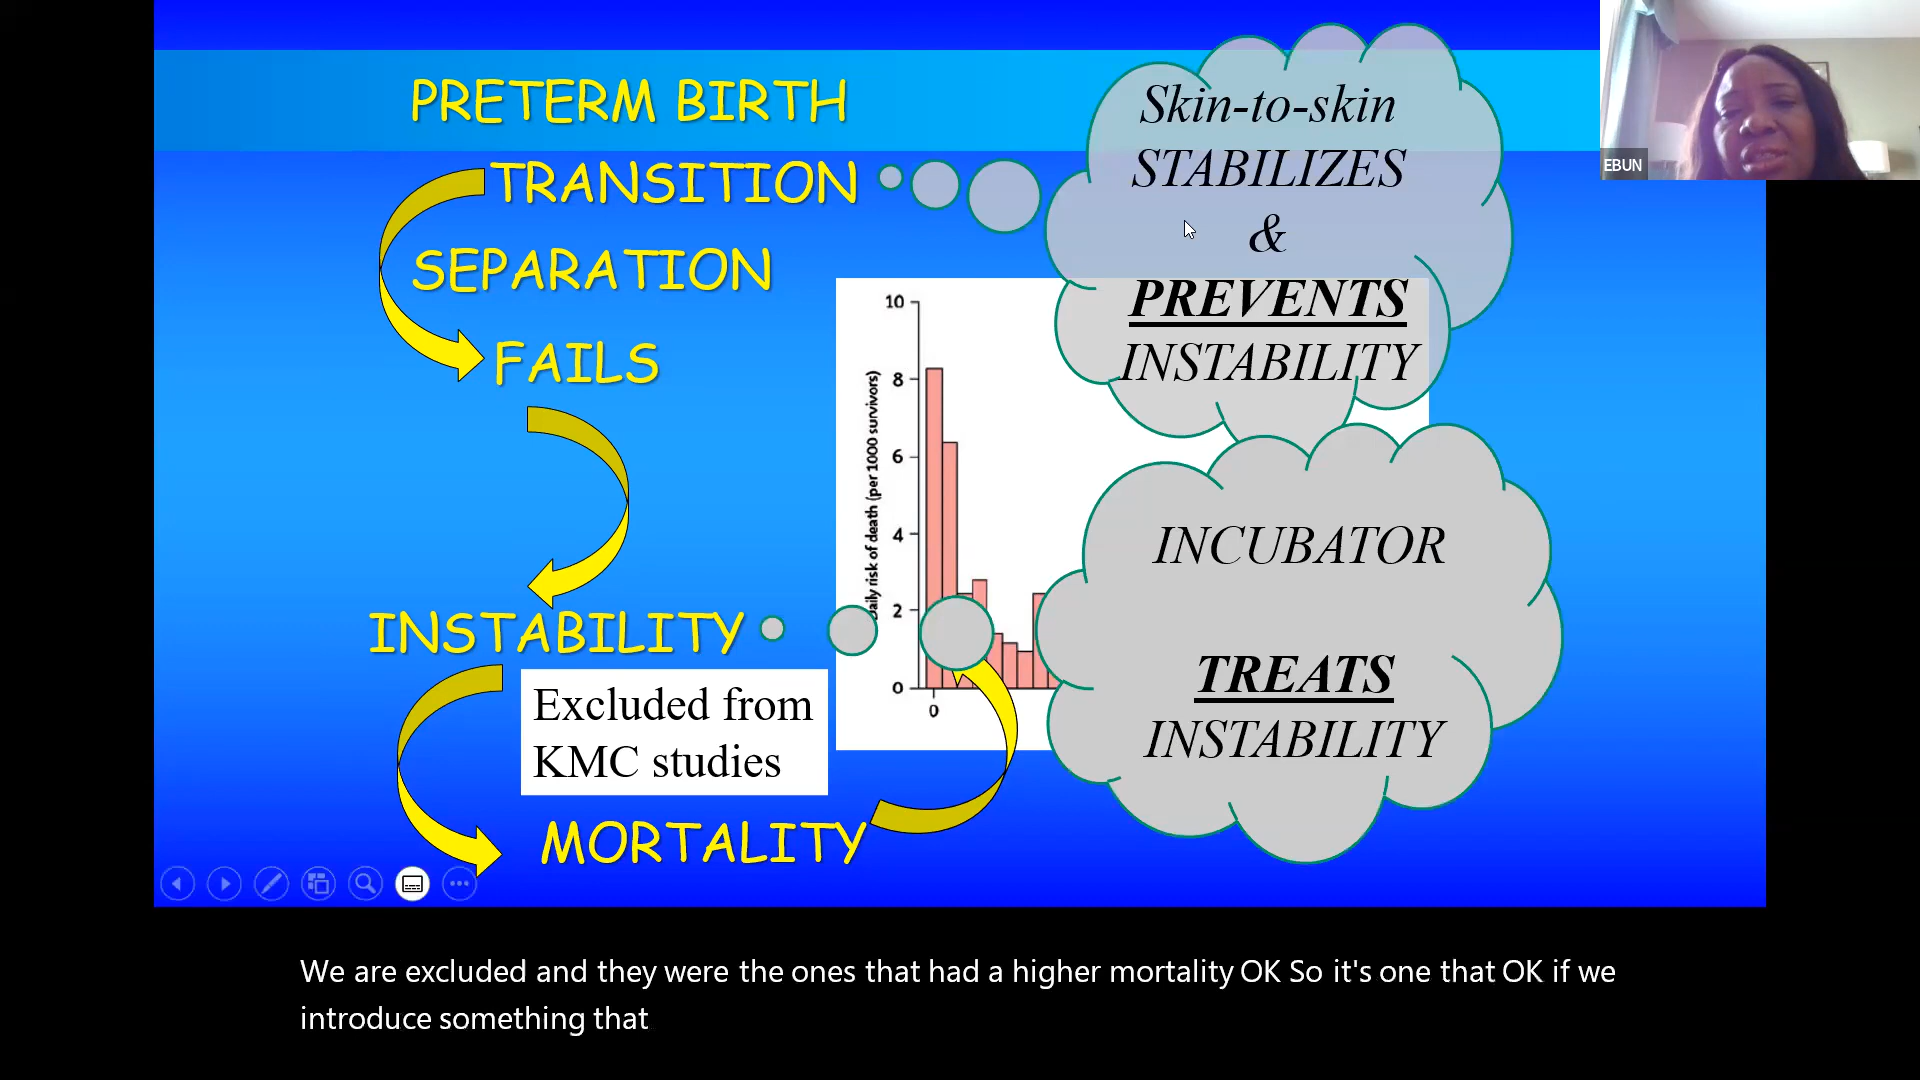 PRETERM BIRTH
TRANSITION
SEPARATION
FAILS
INSTABILITY
Excluded from
KMC studies
MORTALITY
Skin-to-skin
STABILIZES
&
PREVENTS
INSTABILITY
INCUBATOR
TREATS
INSTABILITY
Daily risk of death (per 1000 survivors)
10
8
6
4
2
0
0
EBUN
We are excluded and they were the ones that had a higher mortality OK So it's one that OK if we
introduce something that